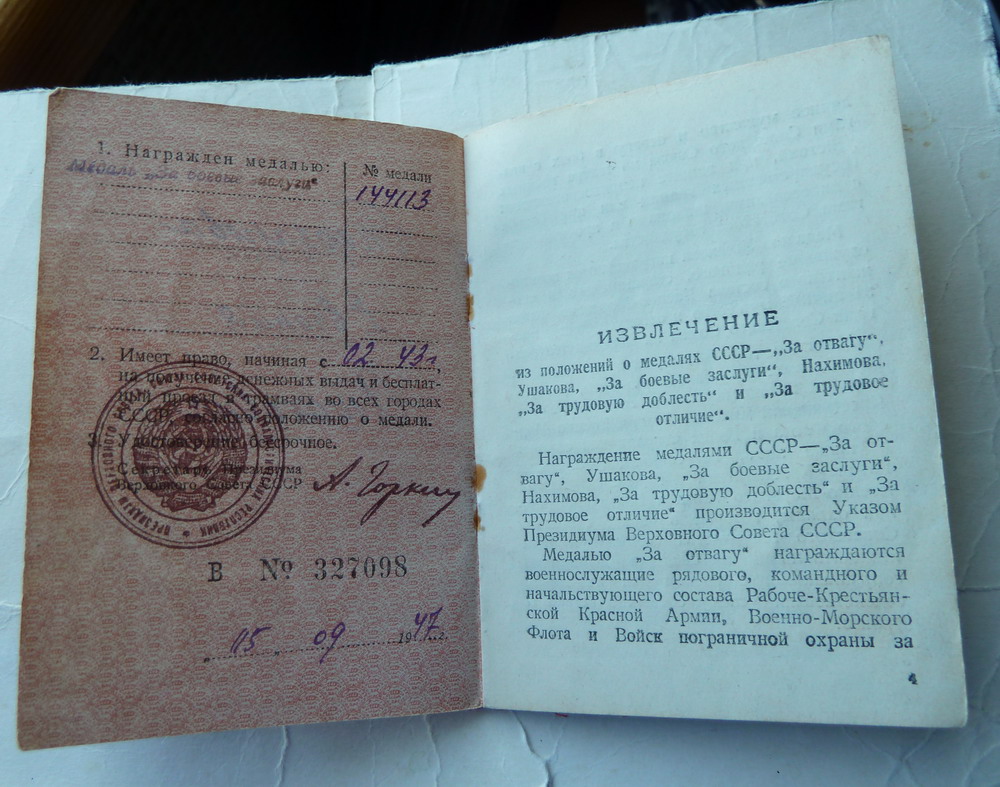 1. Награжден медалью:
Медаль „За боевые заслуги“
№ медали
144113
2. Имеет право, начиная с 02 43г.,
на получение денежных выдач и бесплат-
ный проезд в трамваях во всех городах
СССР, согласно положению о медали.
3. Удостоверение бессрочное.
Секретарь Президиума
Верховного Совета СССР А. Горкин
В № 327098
„15 „ 09 1947 г.
ИЗВЛЕЧЕНИЕ
из положений о медалях СССР—„За отвагу“,
Ушакова, „За боевые заслуги“, Нахимова,
„За трудовую доблесть“ и „За трудовое
отличие“.
Награждение медалями СССР—„За от-
вагу“, Ушакова, „За боевые заслуги“,
Нахимова, „За трудовую доблесть“ и „За
трудовое отличие“ производится Указом
Президиума Верховного Совета СССР.
Медалью „За отвагу“ награждаются
военнослужащие рядового, командного и
начальствующего состава Рабоче-Крестьян-
ской Красной Армии, Военно-Морского
Флота и Войск пограничной охраны за
4